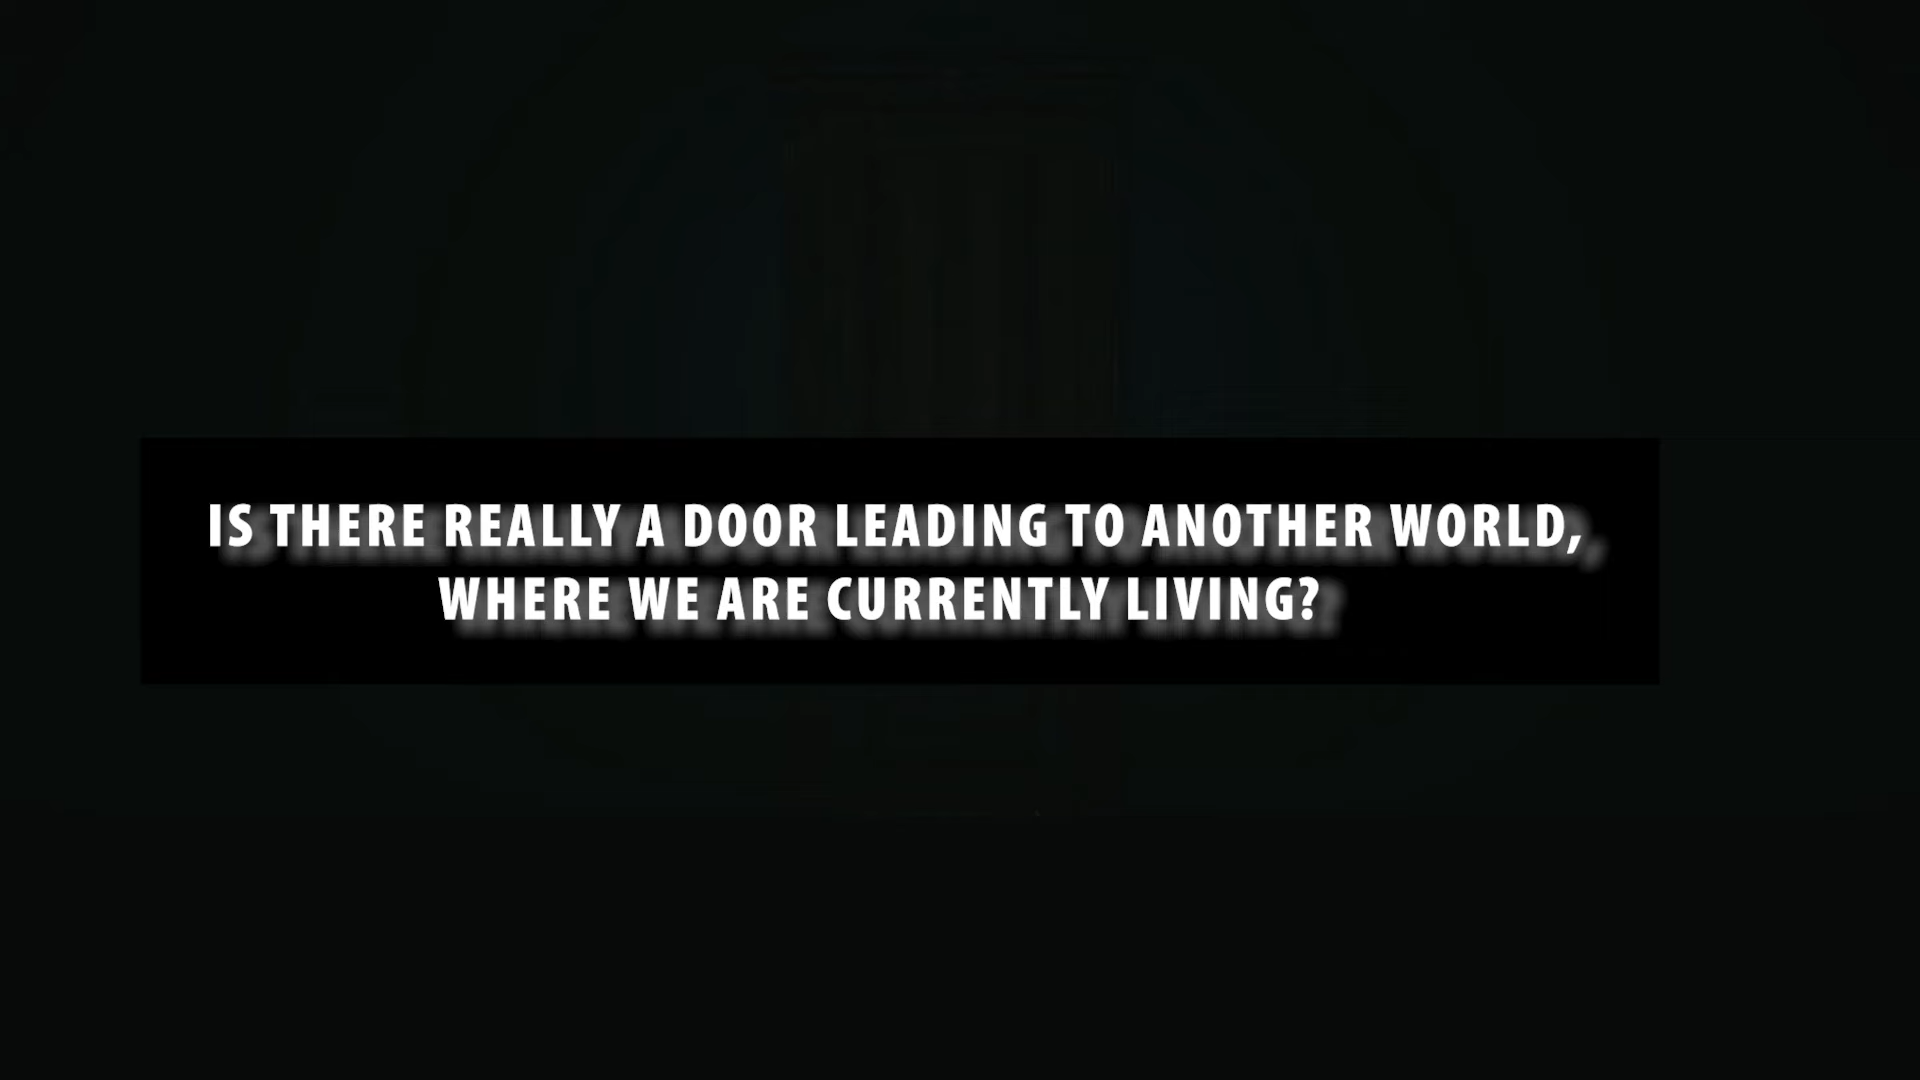 IS THERE REALLY A DOOR LEADING TO ANOTHER WORLD,
WHERE WE ARE CURRENTLY LIVING?